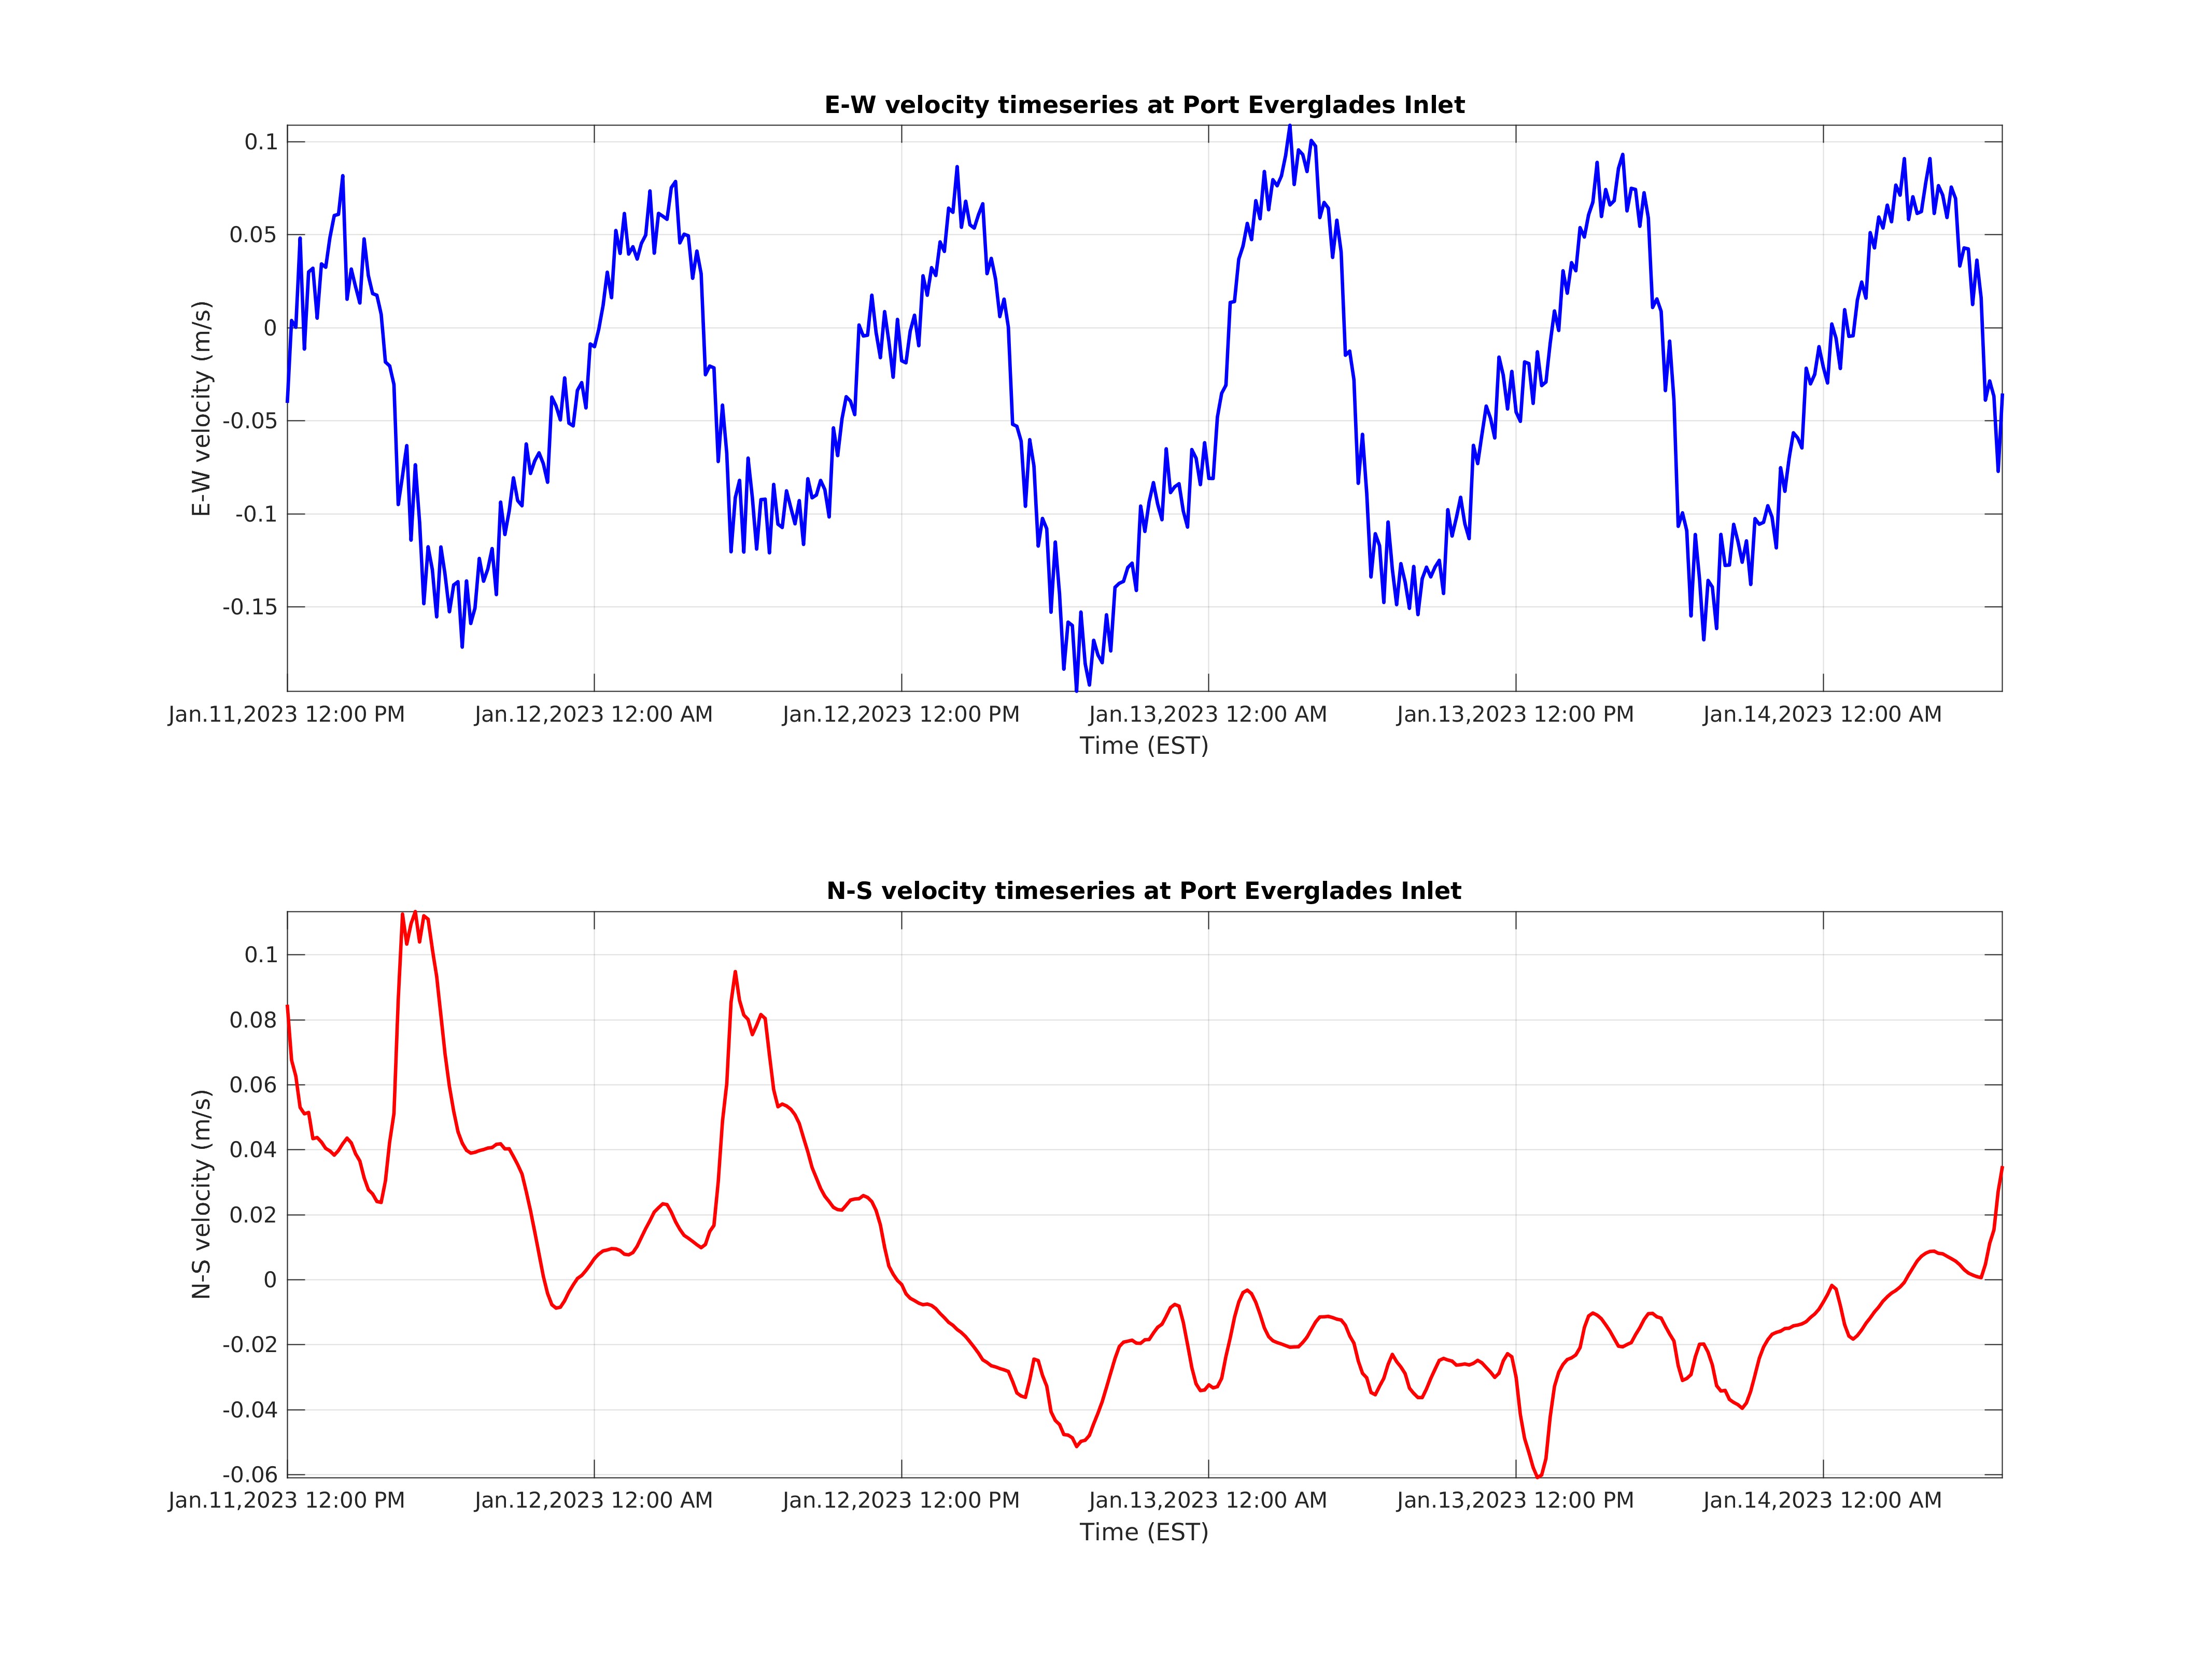 E-W velocity timeseries at Port Everglades Inlet
E-W velocity (m/s)
0.1
0.05
0
-0.05
-0.1
-0.15
Jan.11,2023 12:00 PM Jan.12,2023 12:00 AM Jan.12,2023 12:00 PM Jan.13,2023 12:00 AM Jan.13,2023 12:00 PM Jan.14,2023 12:00 AM
Time (EST)
N-S velocity timeseries at Port Everglades Inlet
N-S velocity (m/s)
0.1
0.08
0.06
0.04
0.02
0
-0.02
-0.04
-0.06
Jan.11,2023 12:00 PM Jan.12,2023 12:00 AM Jan.12,2023 12:00 PM Jan.13,2023 12:00 AM Jan.13,2023 12:00 PM Jan.14,2023 12:00 AM
Time (EST)